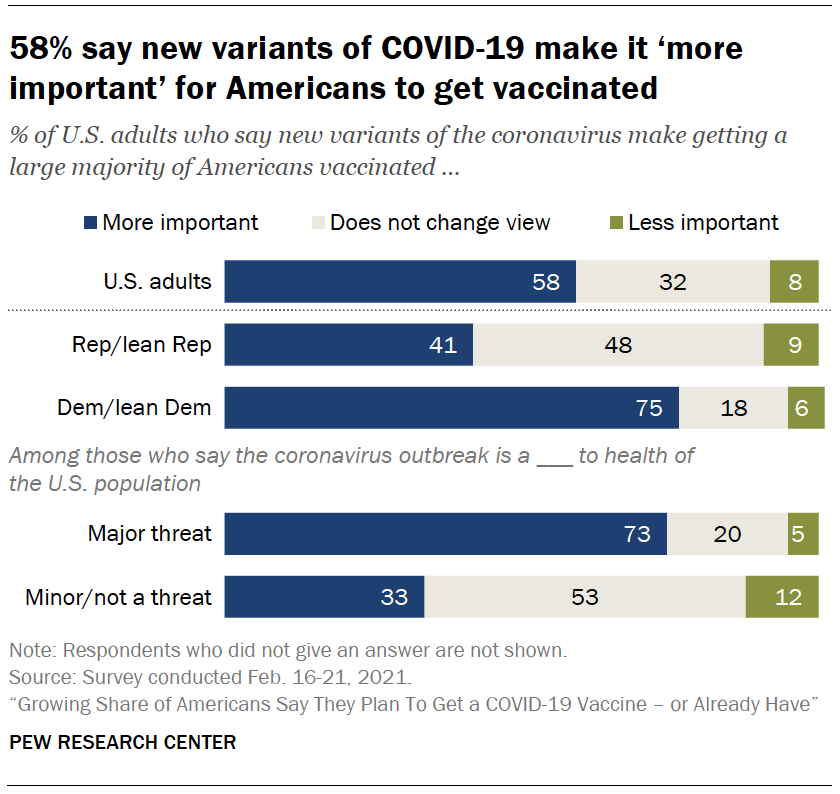 58% say new variants of COVID-19 make it ‘more
important’ for Americans to get vaccinated
% of U.S. adults who say new variants of the coronavirus make getting a
large majority of Americans vaccinated ...
More important Does not change view Less important
U.S. adults 58 32 8
Rep/lean Rep 41 48 9
Dem/lean Dem 75 18 6
Among those who say the coronavirus outbreak is a ___ to health of
the U.S. population
Major threat 73 20 5
Minor/not a threat 33 53 12
Note: Respondents who did not give an answer are not shown.
Source: Survey conducted Feb. 16-21, 2021.
“Growing Share of Americans Say They Plan To Get a COVID-19 Vaccine – or Already Have”
PEW RESEARCH CENTER